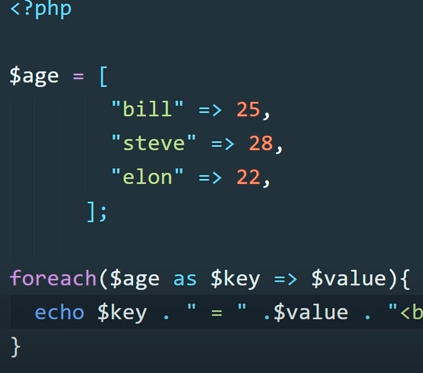 <?php
$age = [
"bill" => 25,
"steve" => 28,
"elon" => 22,
];
foreach($age as $key => $value){
echo $key . " = " .$value . "<b
}